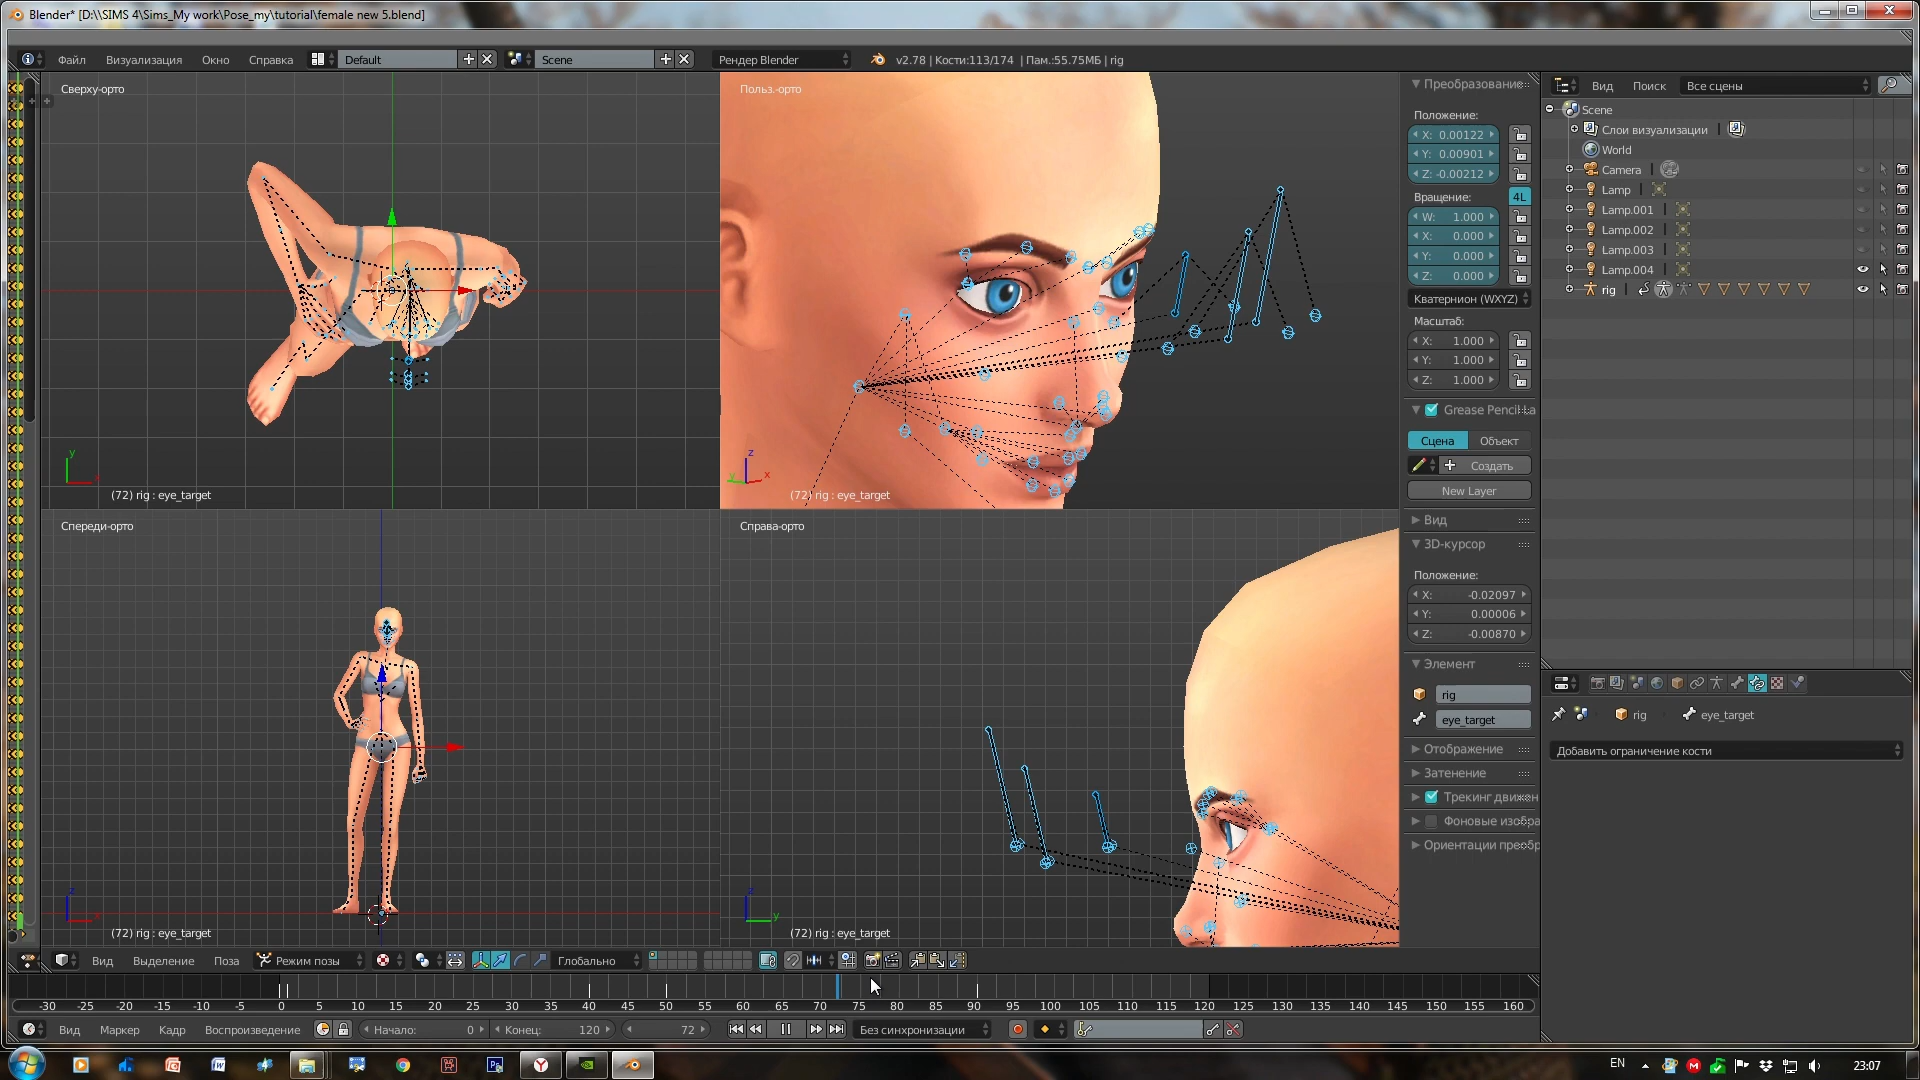 Blender* [D:\\SIMS 4\Sims_My work\Pose_my\tutorial\female new 5.blend]
Файл Визуализация Окно Справка Default Scene Рендер Blender v2.78 | Кости:113/174 | Пам.:55.75МБ | rig
Сверху-орто
(72) rig : eye_target
y
Польз.-орто
z
y
x
(72) rig : eye_target
Спереди-орто
z
x
(72) rig : eye_target
Справа-орто
z
y
(72) rig : eye_target
Преобразование
Положение:
X: 0.00122
Y: 0.00901
Z: -0.00212
Вращение: 4L
W: 1.000
X: 0.000
Y: 0.000
Z: 0.000
Кватернион (WXYZ)
Масштаб:
X: 1.000
Y: 1.000
Z: 1.000
Grease Pencil La
Сцена Объект
Создать
New Layer
Вид
3D-курсор
Положение:
X: -0.02097
Y: 0.00006
Z: -0.00870
Элемент
rig
eye_target
Отображение
Затенение
Трекинг движен
Фоновые изобра
Ориентации преобр
Вид Поиск Все сцены
Scene
Слои визуализации
World
Camera
Lamp
Lamp.001
Lamp.002
Lamp.003
Lamp.004
rig
rig eye_target
Добавить ограничение кости
Вид Выделение Поза Режим позы Глобально
-30 -25 -20 -15 -10 -5 0 5 10 15 20 25 30 35 40 45 50 55 60 65 70 75 80 85 90 95 100 105 110 115 120 125 130 135 140 145 150 155 160
Вид Маркер Кадр Воспроизведение Начало: 0 Конец: 120 72 Без синхронизации
EN 23:07